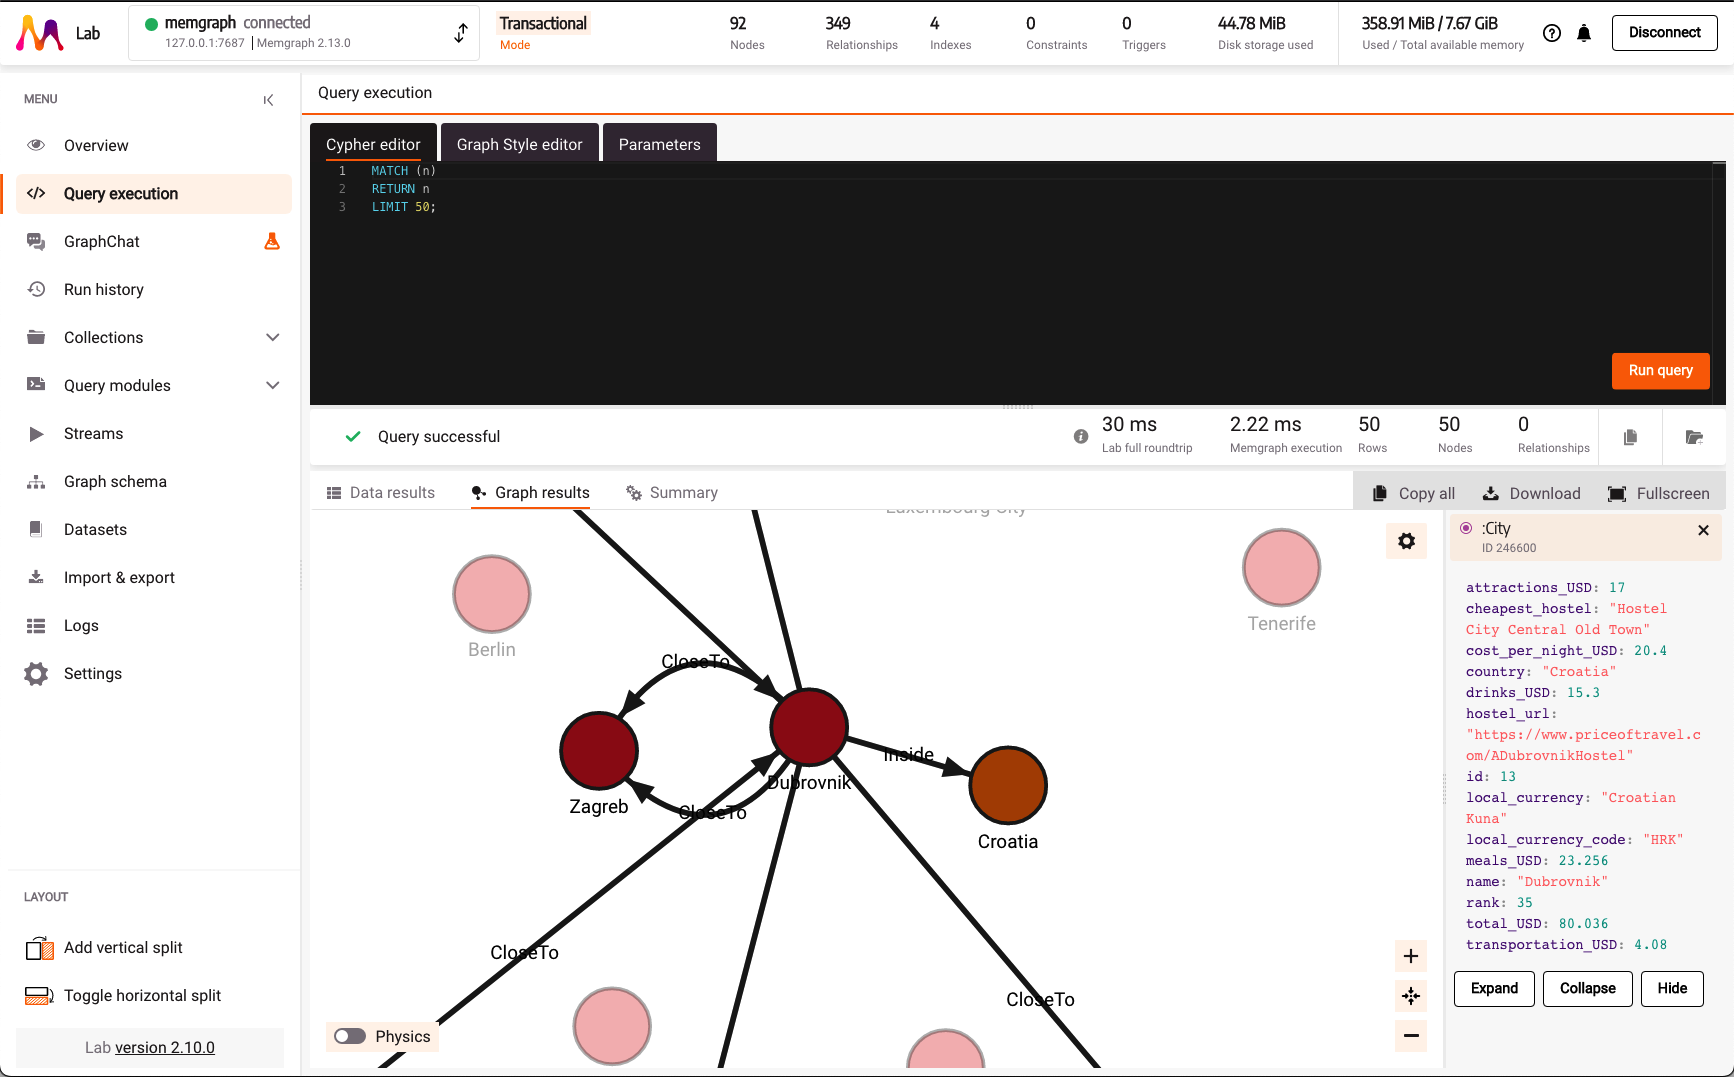 Lab
memgraph connected
127.0.0.1:7687 | Memgraph 2.13.0
Transactional
Mode
92
Nodes
349
Relationships
4
Indexes
0
Constraints
0
Triggers
44.78 MiB
Disk storage used
358.91 MiB / 7.67 GiB
Used / Total available memory
Disconnect
MENU
Overview
Query execution
GraphChat
Run history
Collections
Query modules
Streams
Graph schema
Datasets
Import & export
Logs
Settings
LAYOUT
Add vertical split
Toggle horizontal split
Lab version 2.10.0
Query execution
Cypher editor
Graph Style editor
Parameters
1 MATCH (n)
2 RETURN n
3 LIMIT 50;
Run query
Query successful
30 ms
Lab full roundtrip
2.22 ms
Memgraph execution
50
Rows
50
Nodes
0
Relationships
Data results
Graph results
Summary
Copy all
Download
Fullscreen
Luxembourg City
Berlin
Tenerife
CloseTo
Zagreb
Dubrovnik
Inside
Croatia
CloseTo
CloseTo
CloseTo
Physics
:City
ID 246600
attractions_USD: 17
cheapest_hostel: "Hostel
City Central Old Town"
cost_per_night_USD: 20.4
country: "Croatia"
drinks_USD: 15.3
hostel_url:
"https://www.priceoftravel.c
om/ADubrovnikHostel"
id: 13
local_currency: "Croatian
Kuna"
local_currency_code: "HRK"
meals_USD: 23.256
name: "Dubrovnik"
rank: 35
total_USD: 80.036
transportation_USD: 4.08
Expand
Collapse
Hide